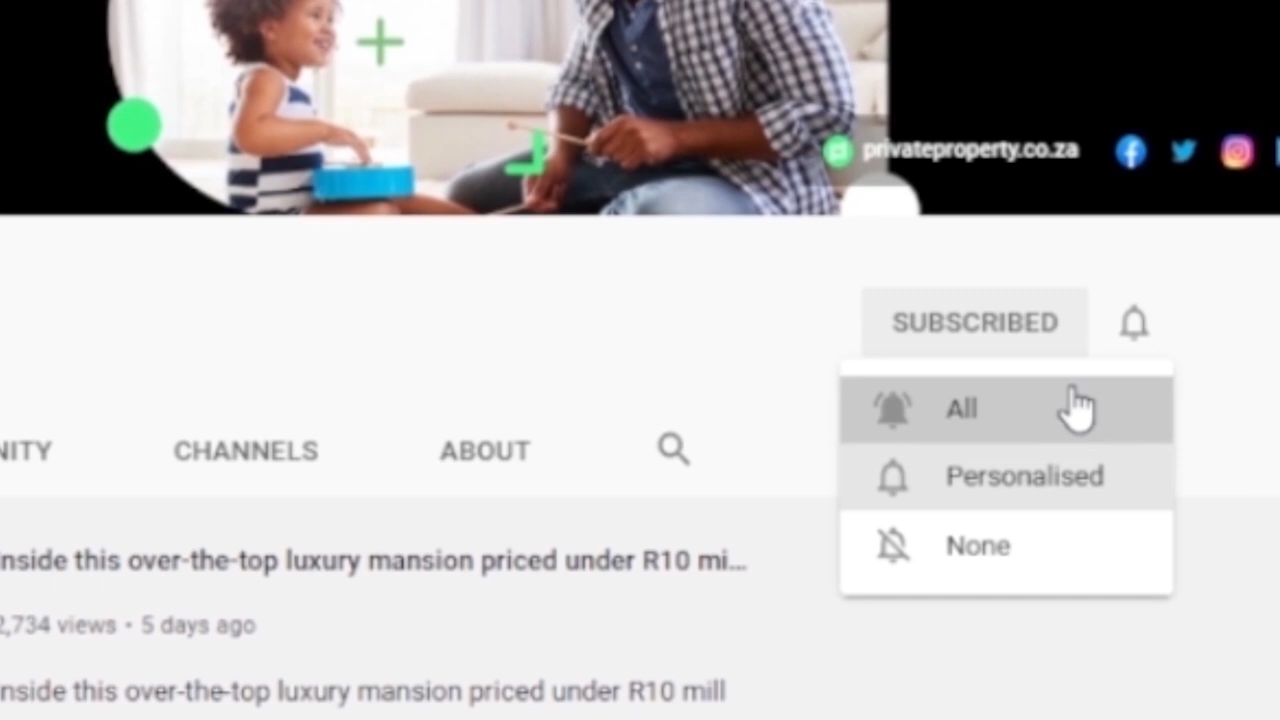 privateproperty.co.za
SUBSCRIBED
All
Personalised
None
NITY CHANNELS ABOUT
Inside this over-the-top luxury mansion priced under R10 mi...
2,734 views • 5 days ago
nside this over-the-top luxury mansion priced under R10 mill